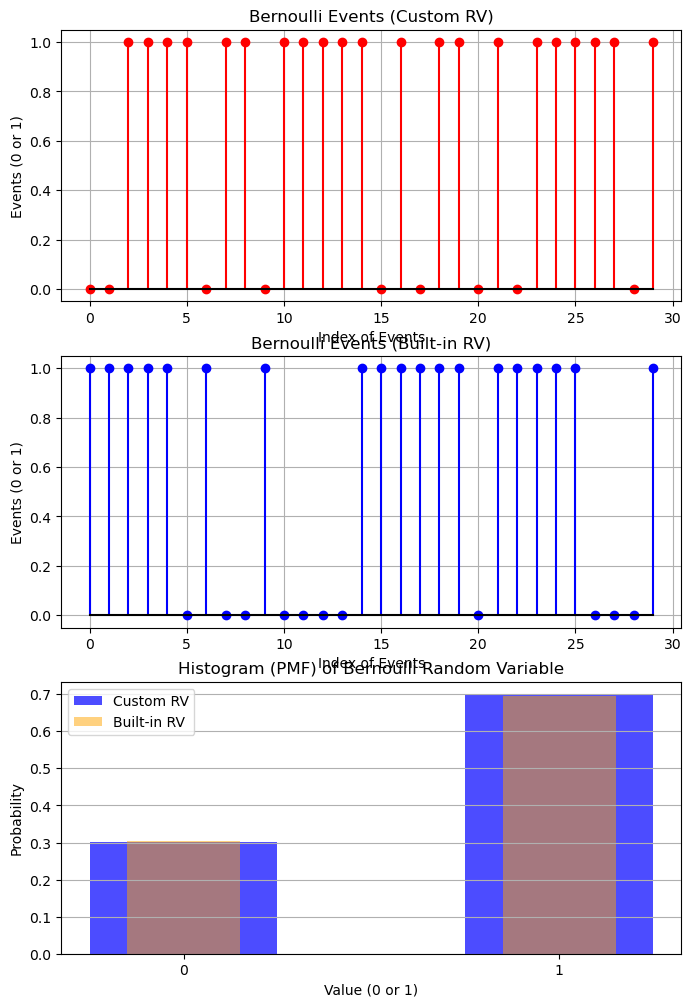 Bernoulli Events (Custom RV)
Events (0 or 1)
1.0
0.8
0.6
0.4
0.2
0.0
0 5 10 15 20 25 30
Index of Events
Bernoulli Events (Built-in RV)
Events (0 or 1)
1.0
0.8
0.6
0.4
0.2
0.0
0 5 10 15 20 25 30
Index of Events
Histogram (PMF) of Bernoulli Random Variable
Custom RV
Built-in RV
Probability
0.7
0.6
0.5
0.4
0.3
0.2
0.1
0.0
0 1
Value (0 or 1)